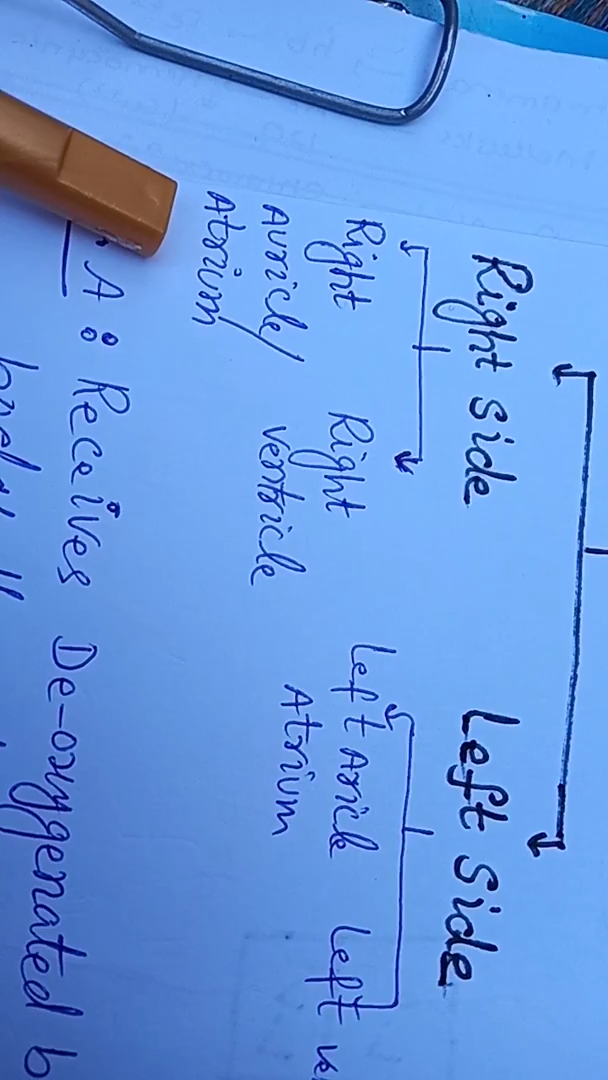 Right side Left side
Right Right Left Aricle Left
Auricle/ ventricle Atrium
Atrium
A: Receives De-oxygenated b